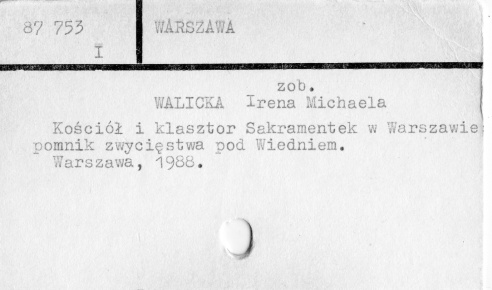 87 753 WARSZAWA
I
zob.
WALICKA Irena Michaela
Kościół i klasztor Sakramentek w Warszawie
pomnik zwycięstwa pod Wiedniem.
Warszawa, 1988.